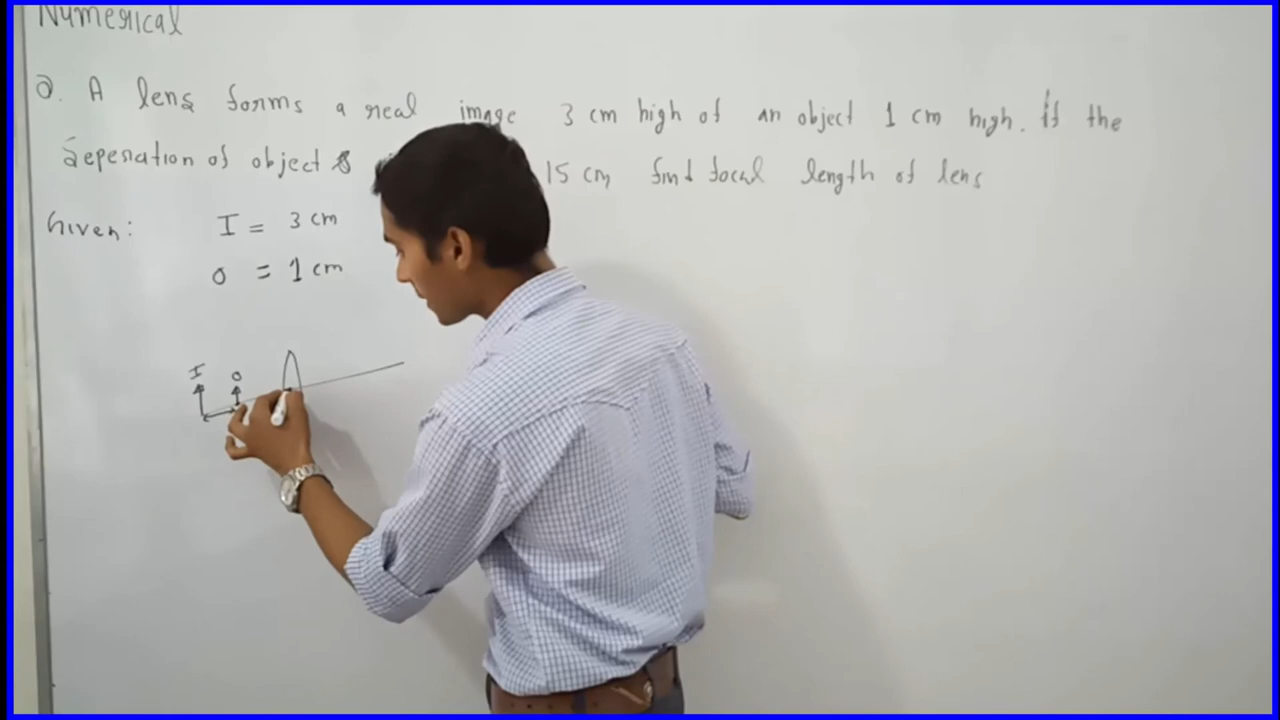 Numerical
Q. A lens forms a real image 3 cm high of an object 1 cm high. If the
seperation of object & 15 cm find focal length of lens
Given: I = 3 cm
O = 1 cm
I O